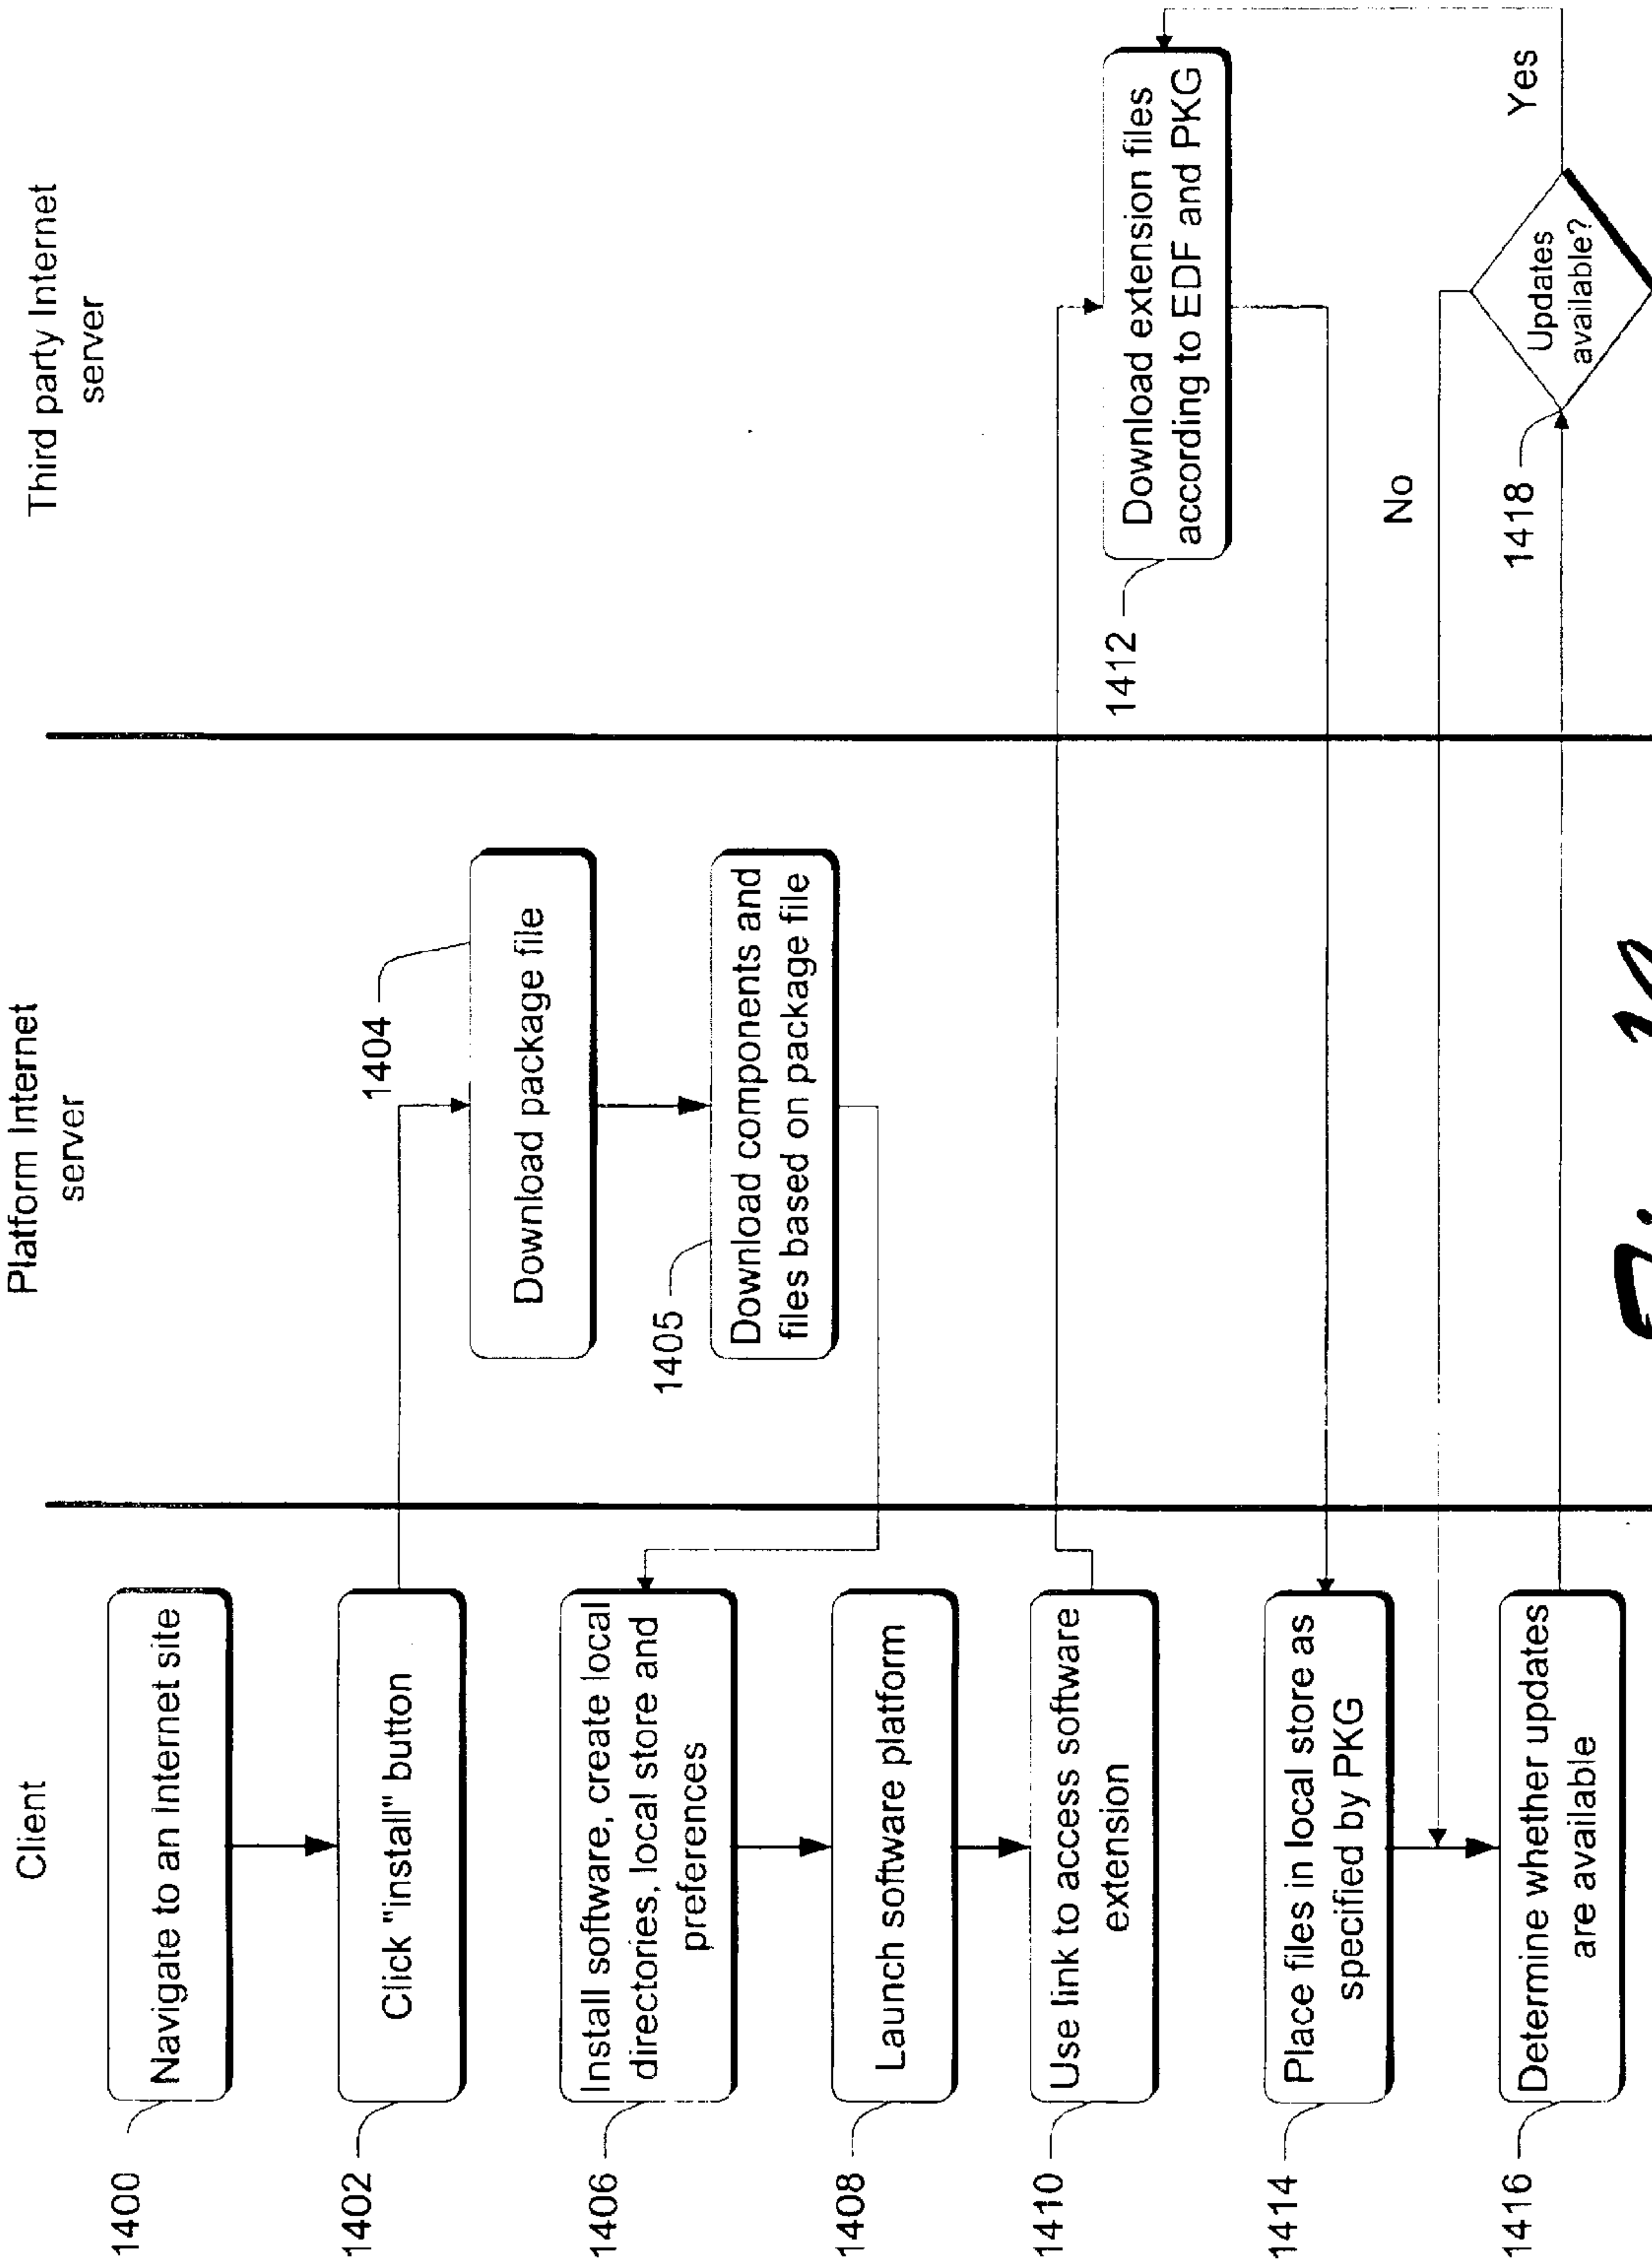 Client
Platform Internet
server
Third party Internet
server
1400
Navigate to an Internet site
1402
Click "install" button
1404
Download package file
1405
Download components and
files based on package file
1406
Install software, create local
directories, local store and
preferences
1408
Launch software platform
1410
Use link to access software
extension
1412
Download extension files
according to EDF and PKG
1414
Place files in local store as
specified by PKG
No
1416
Determine whether updates
are available
1418
Updates
available?
Yes